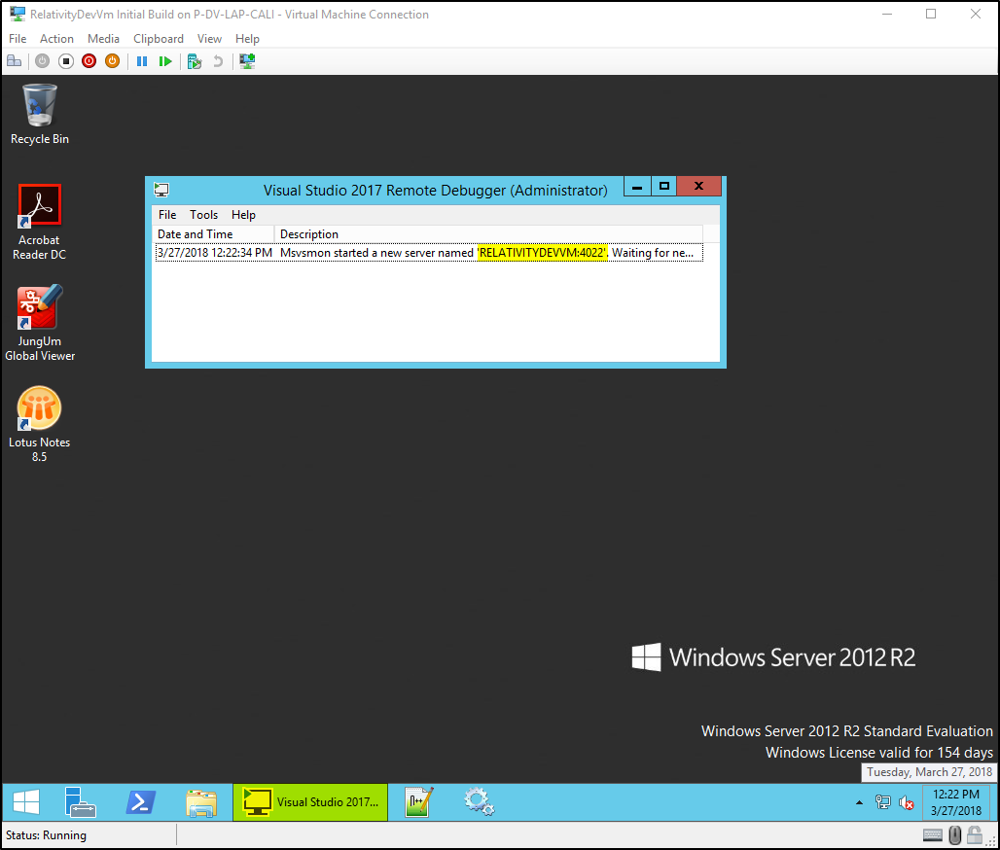 RelativityDevVm Initial Build on P-DV-LAP-CALI - Virtual Machine Connection
File Action Media Clipboard View Help
Recycle Bin
Acrobat
Reader DC
JungUm
Global Viewer
Lotus Notes
8.5
Visual Studio 2017 Remote Debugger (Administrator)
File Tools Help
Date and Time Description
3/27/2018 12:22:34 PM Msvsmon started a new server named 'RELATIVITYDEVVM:4022'. Waiting for ne...
Windows Server 2012 R2
Windows Server 2012 R2 Standard Evaluation
Windows License valid for 154 days
Tuesday, March 27, 2018
Visual Studio 2017...
12:22 PM
3/27/2018
Status: Running